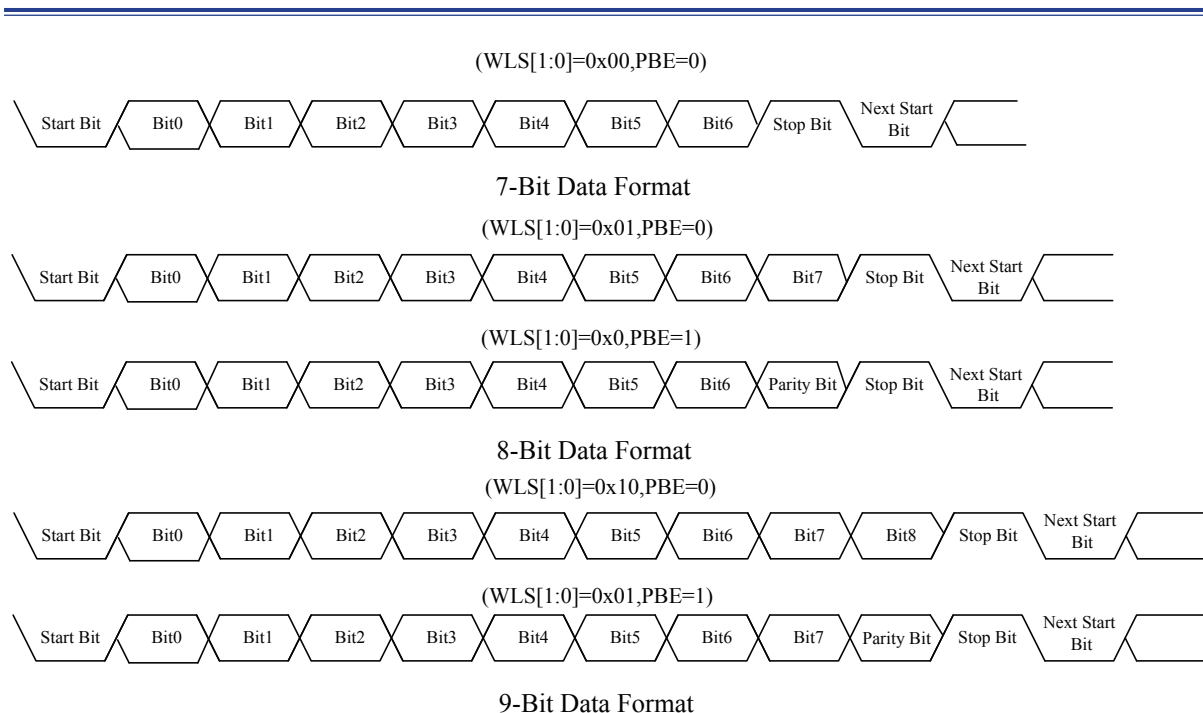 (WLS[1:0]=0x00,PBE=0)
Start Bit Bit0 Bit1 Bit2 Bit3 Bit4 Bit5 Bit6 Stop Bit Next Start Bit
7-Bit Data Format
(WLS[1:0]=0x01,PBE=0)
Start Bit Bit0 Bit1 Bit2 Bit3 Bit4 Bit5 Bit6 Bit7 Stop Bit Next Start Bit
(WLS[1:0]=0x0,PBE=1)
Start Bit Bit0 Bit1 Bit2 Bit3 Bit4 Bit5 Bit6 Parity Bit Stop Bit Next Start Bit
8-Bit Data Format
(WLS[1:0]=0x10,PBE=0)
Start Bit Bit0 Bit1 Bit2 Bit3 Bit4 Bit5 Bit6 Bit7 Bit8 Stop Bit Next Start Bit
(WLS[1:0]=0x01,PBE=1)
Start Bit Bit0 Bit1 Bit2 Bit3 Bit4 Bit5 Bit6 Bit7 Parity Bit Stop Bit Next Start Bit
9-Bit Data Format